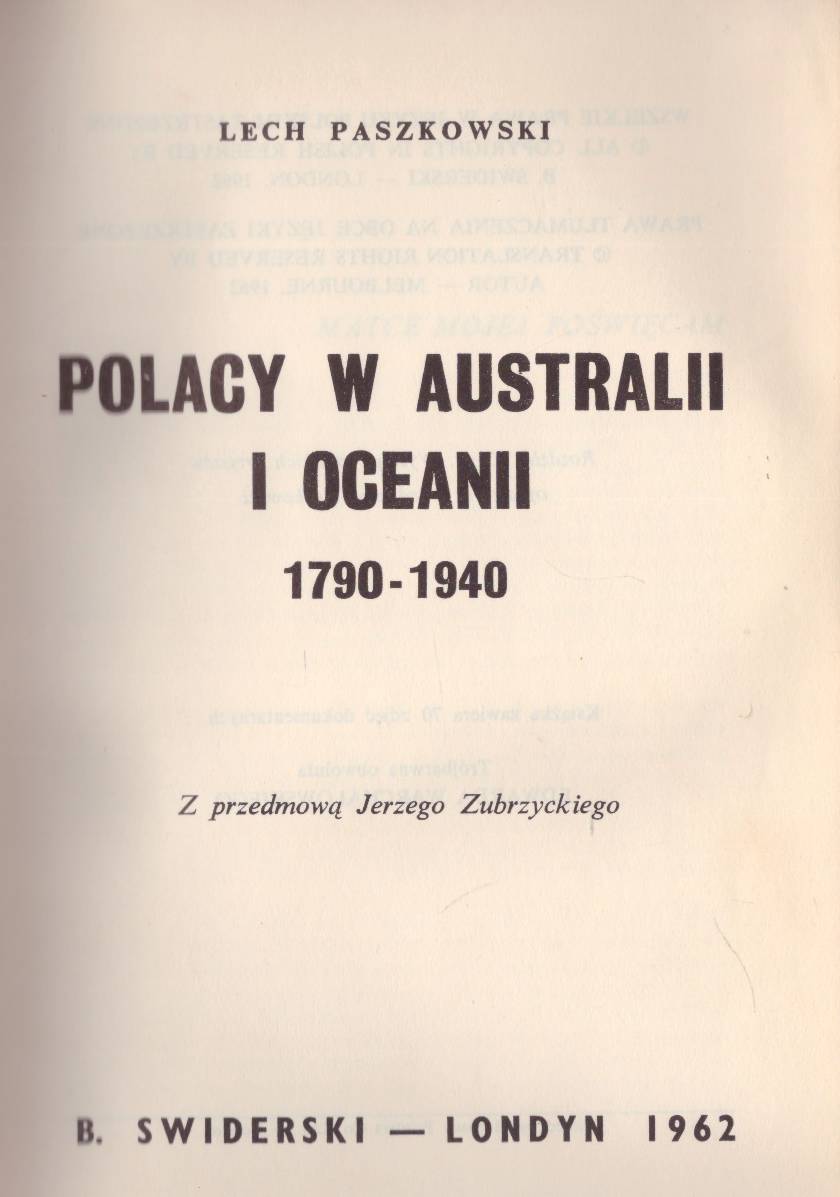 LECH PASZKOWSKI
POLACY W AUSTRALII
I OCEANII
1790-1940
Z przedmową Jerzego Zubrzyckiego
B. SWIDERSKI — LONDYN 1962